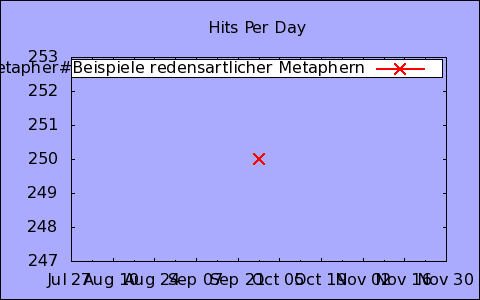 Hits Per Day
253
etapher#Beispiele redensartlicher Metaphern
252
251
250
249
248
247
Jul 27 Aug 10 Aug 24 Sep 07 Sep 21 Oct 05 Oct 19 Nov 02 Nov 16 Nov 30